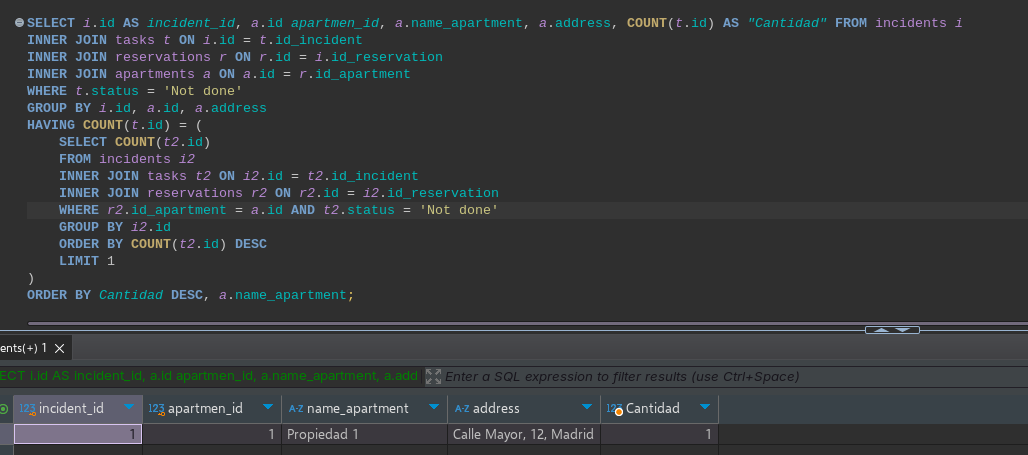 SELECT i.id AS incident_id, a.id apartmen_id, a.name_apartment, a.address, COUNT(t.id) AS "Cantidad" FROM incidents i
INNER JOIN tasks t ON i.id = t.id_incident
INNER JOIN reservations r ON r.id = i.id_reservation
INNER JOIN apartments a ON a.id = r.id_apartment
WHERE t.status = 'Not done'
GROUP BY i.id, a.id, a.address
HAVING COUNT(t.id) = (
    SELECT COUNT(t2.id)
    FROM incidents i2
    INNER JOIN tasks t2 ON i2.id = t2.id_incident
    INNER JOIN reservations r2 ON r2.id = i2.id_reservation
    WHERE r2.id_apartment = a.id AND t2.status = 'Not done'
    GROUP BY i2.id
    ORDER BY COUNT(t2.id) DESC
    LIMIT 1
)
ORDER BY Cantidad DESC, a.name_apartment;
ents(+) 1
ECT i.id AS incident_id, a.id apartmen_id, a.name_apartment, a.add Enter a SQL expression to filter results (use Ctrl+Space)
123 incident_id 123 apartmen_id A-Z name_apartment A-Z address 123 Cantidad
1 1 Propiedad 1 Calle Mayor, 12, Madrid 1